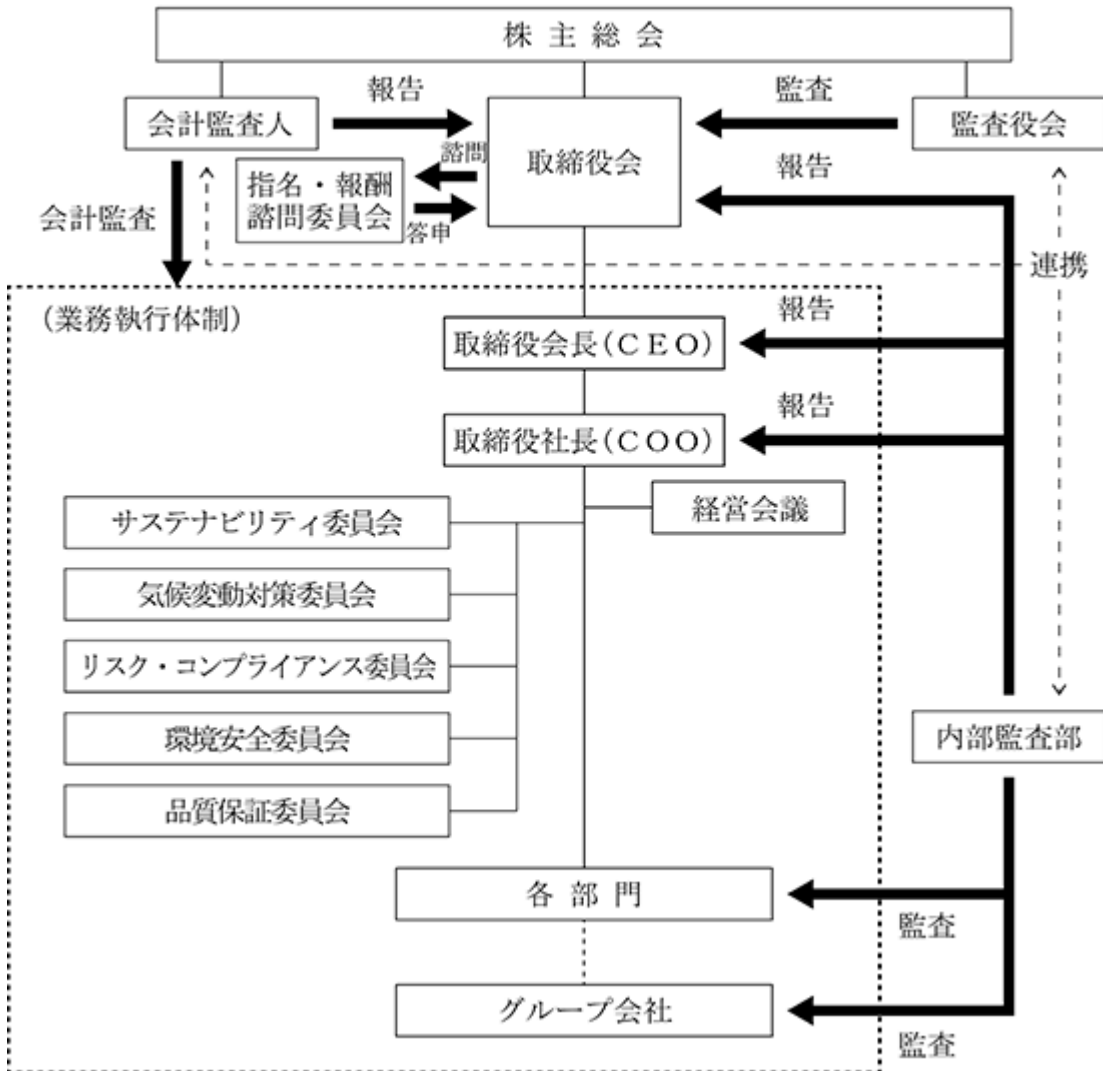 株主総会
報告
監査
会計監査人
取締役会
監査役会
諮問
指名・報酬
諮問委員会
報告
会計監査
答申
連携
(業務執行体制)
報告
取締役会長(CEO)
報告
取締役社長(COO)
経営会議
サステナビリティ委員会
気候変動対策委員会
リスク・コンプライアンス委員会
環境安全委員会
内部監査部
品質保証委員会
各部門
監査
グループ会社
監査